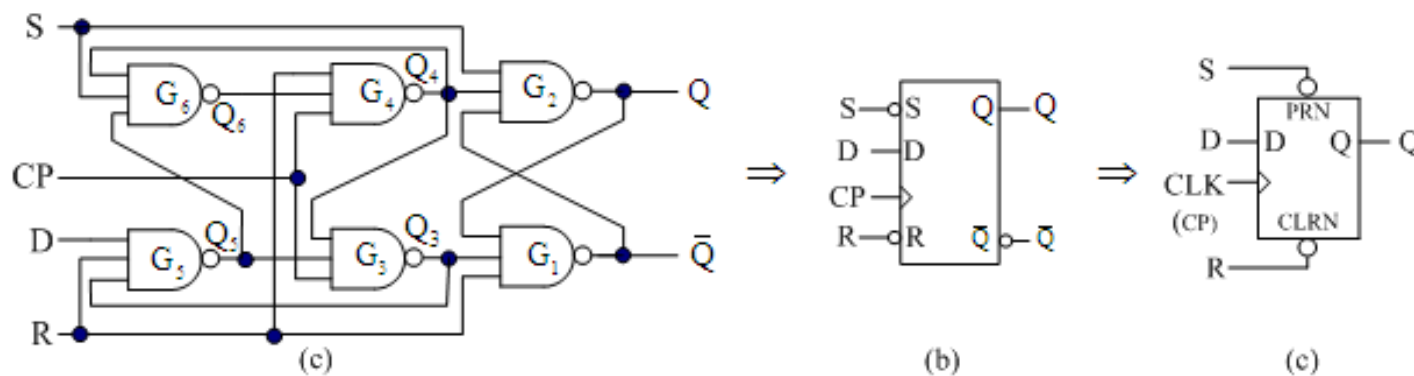 S
G₆
Q₆
G₄
Q₄
G₂
Q
CP
D
G₅
Q₅
G₃
Q₃
G₁
Q̄
R
(c)
⇒
S S Q Q
D D
CP
R R Q̄ Q̄
(b)
⇒
S
PRN
D D Q Q
CLK
(CP)
CLRN
R
(c)